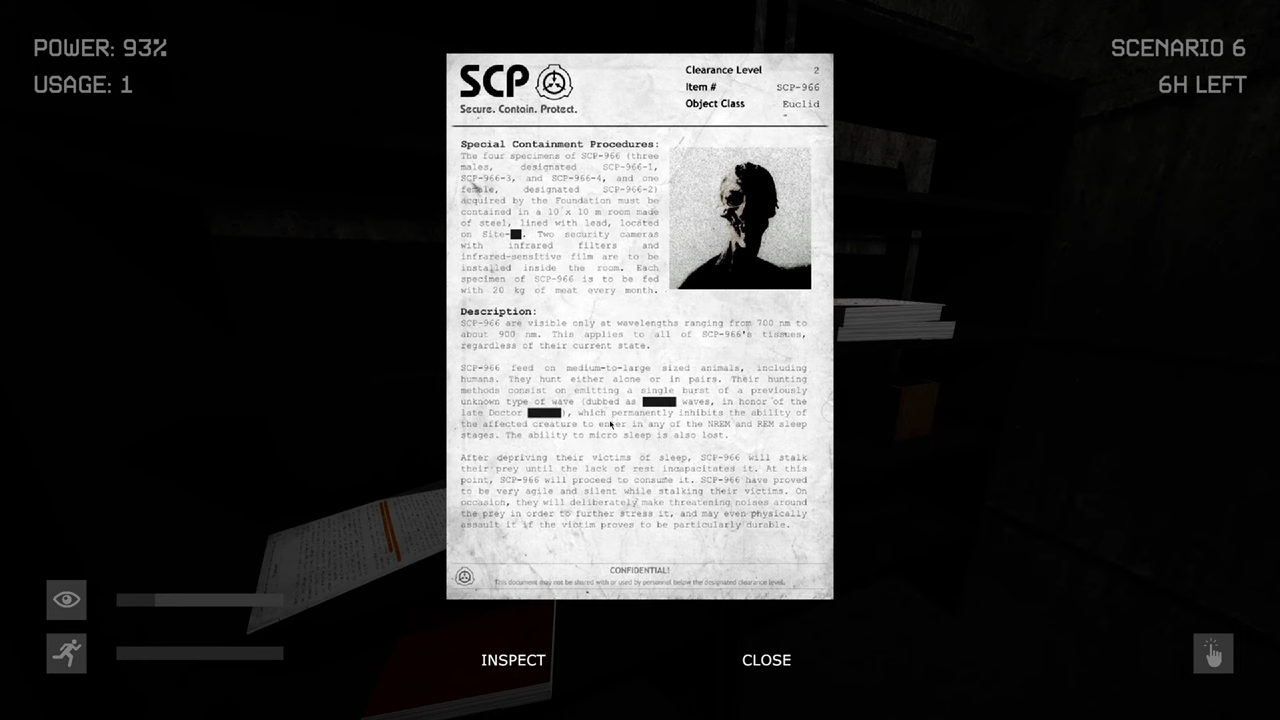 POWER: 93%
USAGE: 1
SCENARIO 6
6H LEFT
SCP
Secure. Contain. Protect.
Clearance Level 2
Item # SCP-966
Object Class Euclid
Special Containment Procedures:
The four specimens of SCP-966 (three
males, designated SCP-966-1,
SCP-966-3, and SCP-966-4, and one
female, designated SCP-966-2)
acquired by the Foundation must be
contained in a 10 x 10 m room made
of steel, lined with lead, located
on Site-. Two security cameras
with infrared filters and
infrared-sensitive film are to be
installed inside the room. Each
specimen of SCP-966 is to be fed
with 20 kg of meat every month.
Description:
SCP-966 are visible only at wavelengths ranging from 700 nm to
about 900 nm. This applies to all of SCP-966's tissues,
regardless of their current state.
SCP-966 feed on medium-to-large sized animals, including
humans. They hunt either alone or in pairs. Their hunting
methods consist on emitting a single burst of a previously
unknown type of wave (dubbed as waves, in honor of the
late Doctor ), which permanently inhibits the ability of
the affected creature to enter in any of the NREM and REM sleep
stages. The ability to micro sleep is also lost.
After depriving their victims of sleep, SCP-966 will stalk
their prey until the lack of rest incapacitates it. At this
point, SCP-966 will proceed to consume it. SCP-966 have proved
to be very agile and silent while stalking their victims. On
occasion, they will deliberately make threatening noises around
the prey in order to further stress it, and may even physically
assault it if the victim proves to be particularly durable.
CONFIDENTIAL!
This document may not be shared with or used by personnel below the designated clearance level.
INSPECT
CLOSE